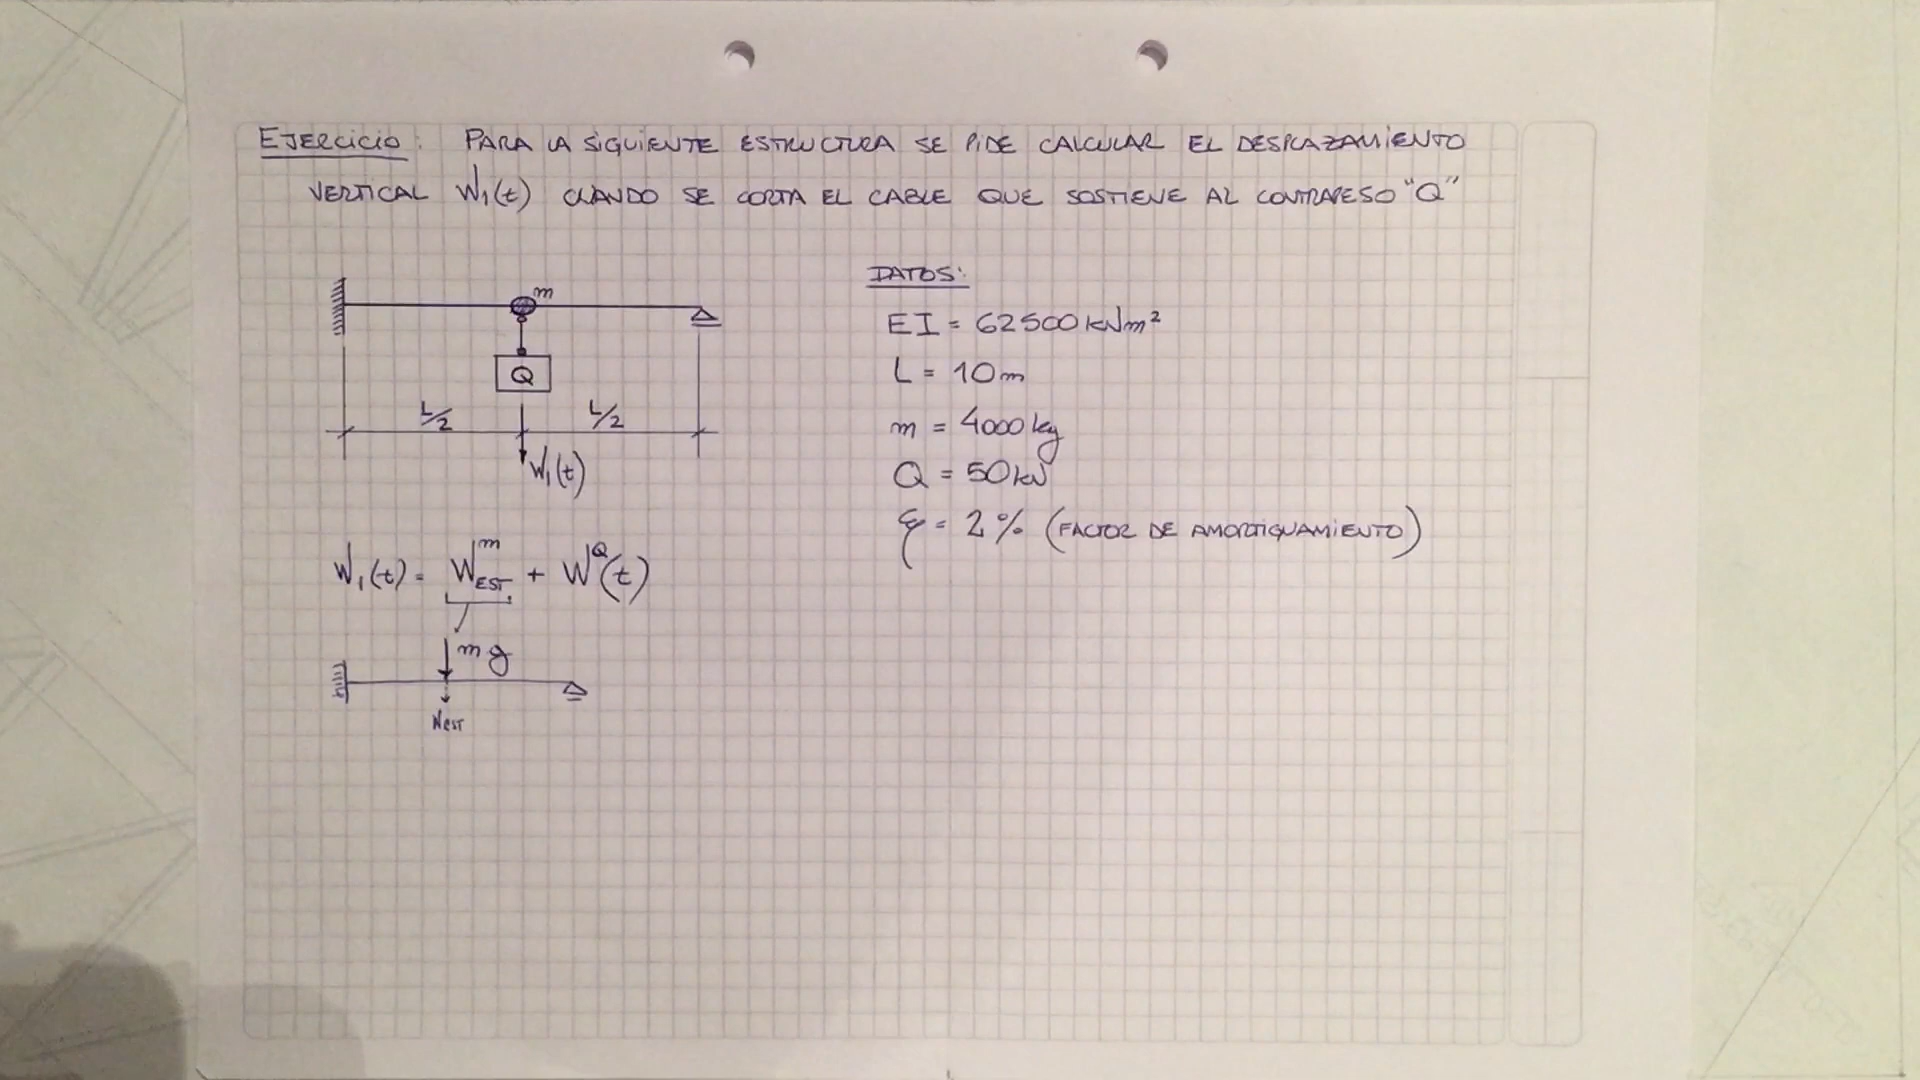 EJERCICIO: PARA LA SIGUIENTE ESTRUCTURA SE PIDE CALCULAR EL DESPLAZAMIENTO
VERTICAL W₁(t) CUANDO SE CORTA EL CABLE QUE SOSTIENE AL CONTRAPESO "Q"
DATOS:
m
EI = 62500 kNm²
Q
L = 10m
L/2
L/2
m = 4000 kg
W₁(t)
Q = 50 kN
ξ = 2 % (FACTOR DE AMORTIGUAMIENTO)
W₁(t) = W_EST^m + W^Q(t)
mg
WEST